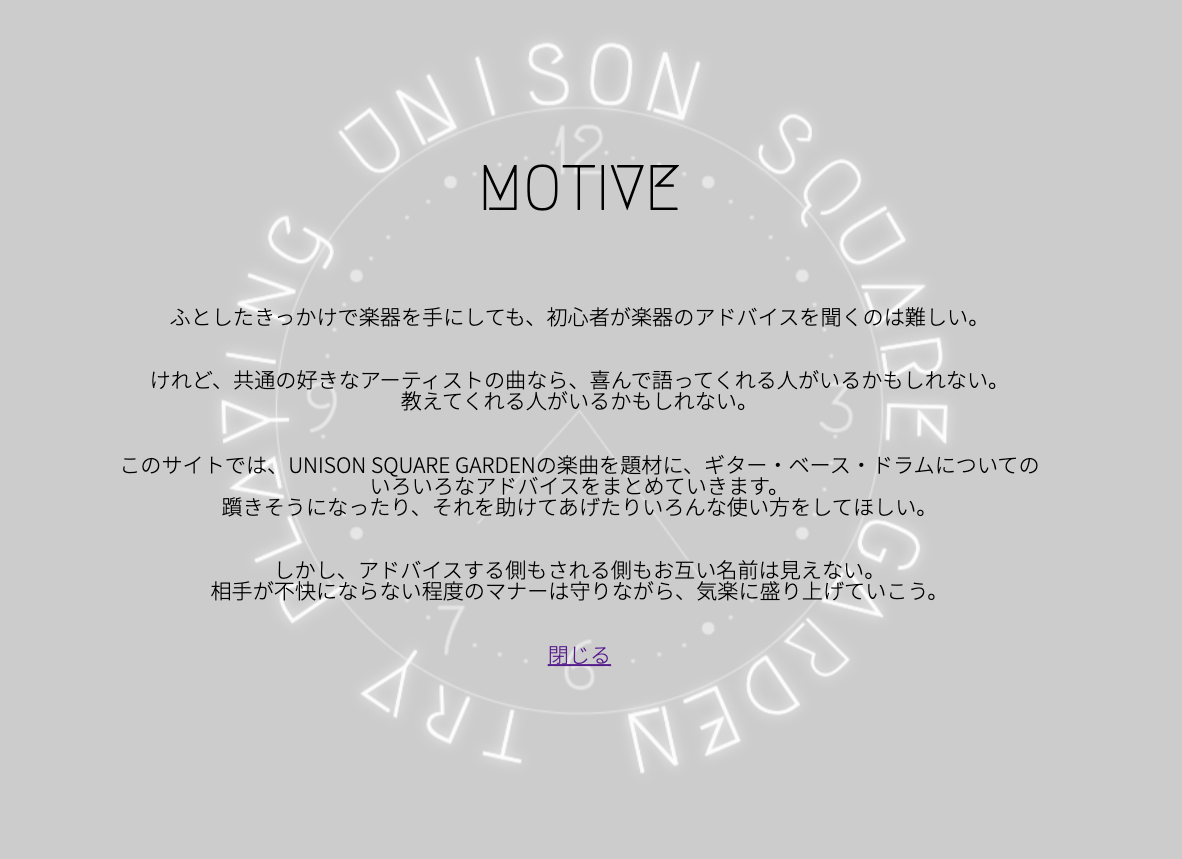 UNISON SQUARE GARDEN TRY PLAYING
12
3
6
7
9
MOTIVE
ふとしたきっかけで楽器を手にしても、初心者が楽器のアドバイスを聞くのは難しい。
けれど、共通の好きなアーティストの曲なら、喜んで語ってくれる人がいるかもしれない。
教えてくれる人がいるかもしれない。
このサイトでは、UNISON SQUARE GARDENの楽曲を題材に、ギター・ベース・ドラムについての
いろいろなアドバイスをまとめていきます。
躓きそうになったり、それを助けてあげたりいろんな使い方をしてほしい。
しかし、アドバイスする側もされる側もお互い名前は見えない。
相手が不快にならない程度のマナーは守りながら、気楽に盛り上げていこう。
閉じる